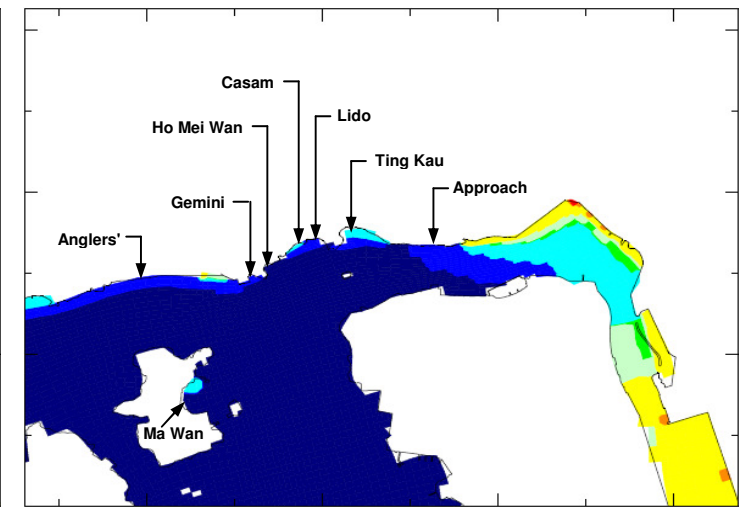 Casam
Lido
Ho Mei Wan
Ting Kau
Approach
Gemini
Anglers'
Ma Wan